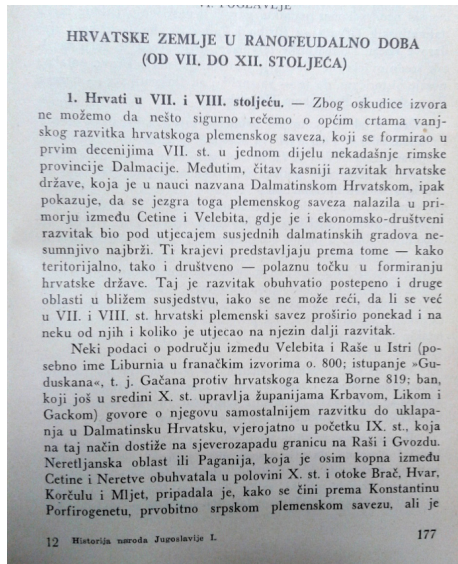 VI. POGLAVLJE
HRVATSKE ZEMLJE U RANOFEUDALNO DOBA
(OD VII. DO XII. STOLJEĆA)
1. Hrvati u VII. i VIII. stoljeću. — Zbog oskudice izvora
ne možemo da nešto sigurno rečemo o općim crtama vanj-
skog razvitka hrvatskoga plemenskog saveza, koji se formirao u
prvim decenijima VII. st. u jednom dijelu nekadašnje rimske
provincije Dalmacije. Međutim, čitav kasniji razvitak hrvatske
države, koja je u nauci nazvana Dalmatinskom Hrvatskom, ipak
pokazuje, da se jezgra toga plemenskog saveza nalazila u pri-
morju između Cetine i Velebita, gdje je i ekonomsko-društveni
razvitak bio pod utjecajem susjednih dalmatinskih gradova ne-
sumnjivo najbrži. Ti krajevi predstavljaju prema tome — kako
teritorijalno, tako i društveno — polaznu točku u formiranju
hrvatske države. Taj je razvitak obuhvatio postepeno i druge
oblasti u bližem susjedstvu, iako se ne može reći, da li se već
u VII. i VIII. st. hrvatski plemenski savez proširio ponekad i na
neku od njih i koliko je utjecao na njezin dalji razvitak.
Neki podaci o području između Velebita i Raše u Istri (po-
sebno ime Liburnia u franačkim izvorima o. 800; istupanje »Gu-
duskana«, t. j. Gačana protiv hrvatskoga kneza Borne 819; ban,
koji još u sredini X. st. upravlja županijama Krbavom, Likom i
Gackom) govore o njegovu samostalnijem razvitku do uklapa-
nja u Dalmatinsku Hrvatsku, vjerojatno u početku IX. st., koja
na taj način dostiže na sjeverozapadu granicu na Raši i Gvozdu.
Neretljanska oblast ili Paganija, koja je osim kopna između
Cetine i Neretve obuhvatala u polovini X. st. i otoke Brač, Hvar,
Korčulu i Mljet, pripadala je, kako se čini prema Konstantinu
Porfirogenetu, prvobitno srpskom plemenskom savezu, ali je
12 Historija naroda Jugoslavije I.
177